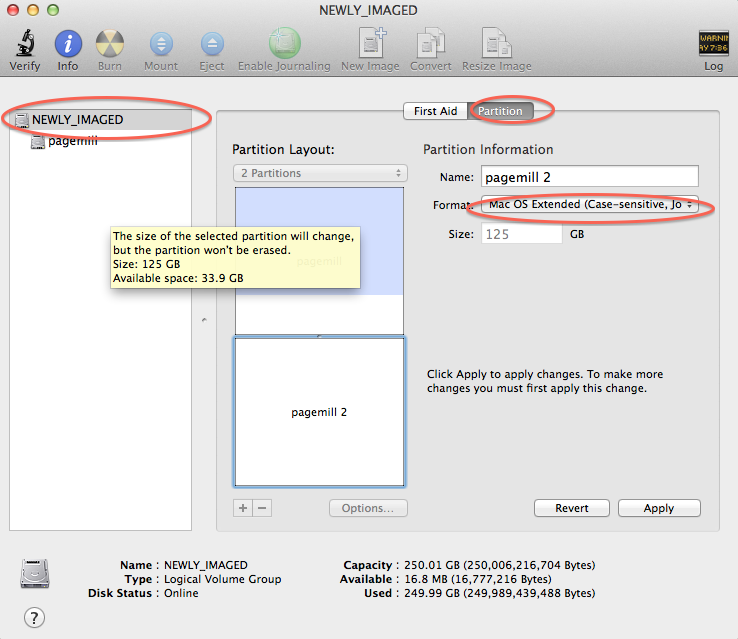 NEWLY_IMAGED
Verify Info Burn Mount Eject Enable Journaling New Image Convert Resize Image Log
WARNIN
AY 7:36
NEWLY_IMAGED
pagemill
First Aid Partition
Partition Layout:
2 Partitions
Partition Information
Name: pagemill 2
Format: Mac OS Extended (Case-sensitive, Jo
Size: 125 GB
The size of the selected partition will change,
but the partition won't be erased.
Size: 125 GB
Available space: 33.9 GB
pagemill
pagemill 2
Click Apply to apply changes. To make more
changes you must first apply this change.
+ − Options... Revert Apply
Name : NEWLY_IMAGED
Type : Logical Volume Group
Disk Status : Online
Capacity : 250.01 GB (250,006,216,704 Bytes)
Available : 16.8 MB (16,777,216 Bytes)
Used : 249.99 GB (249,989,439,488 Bytes)
?